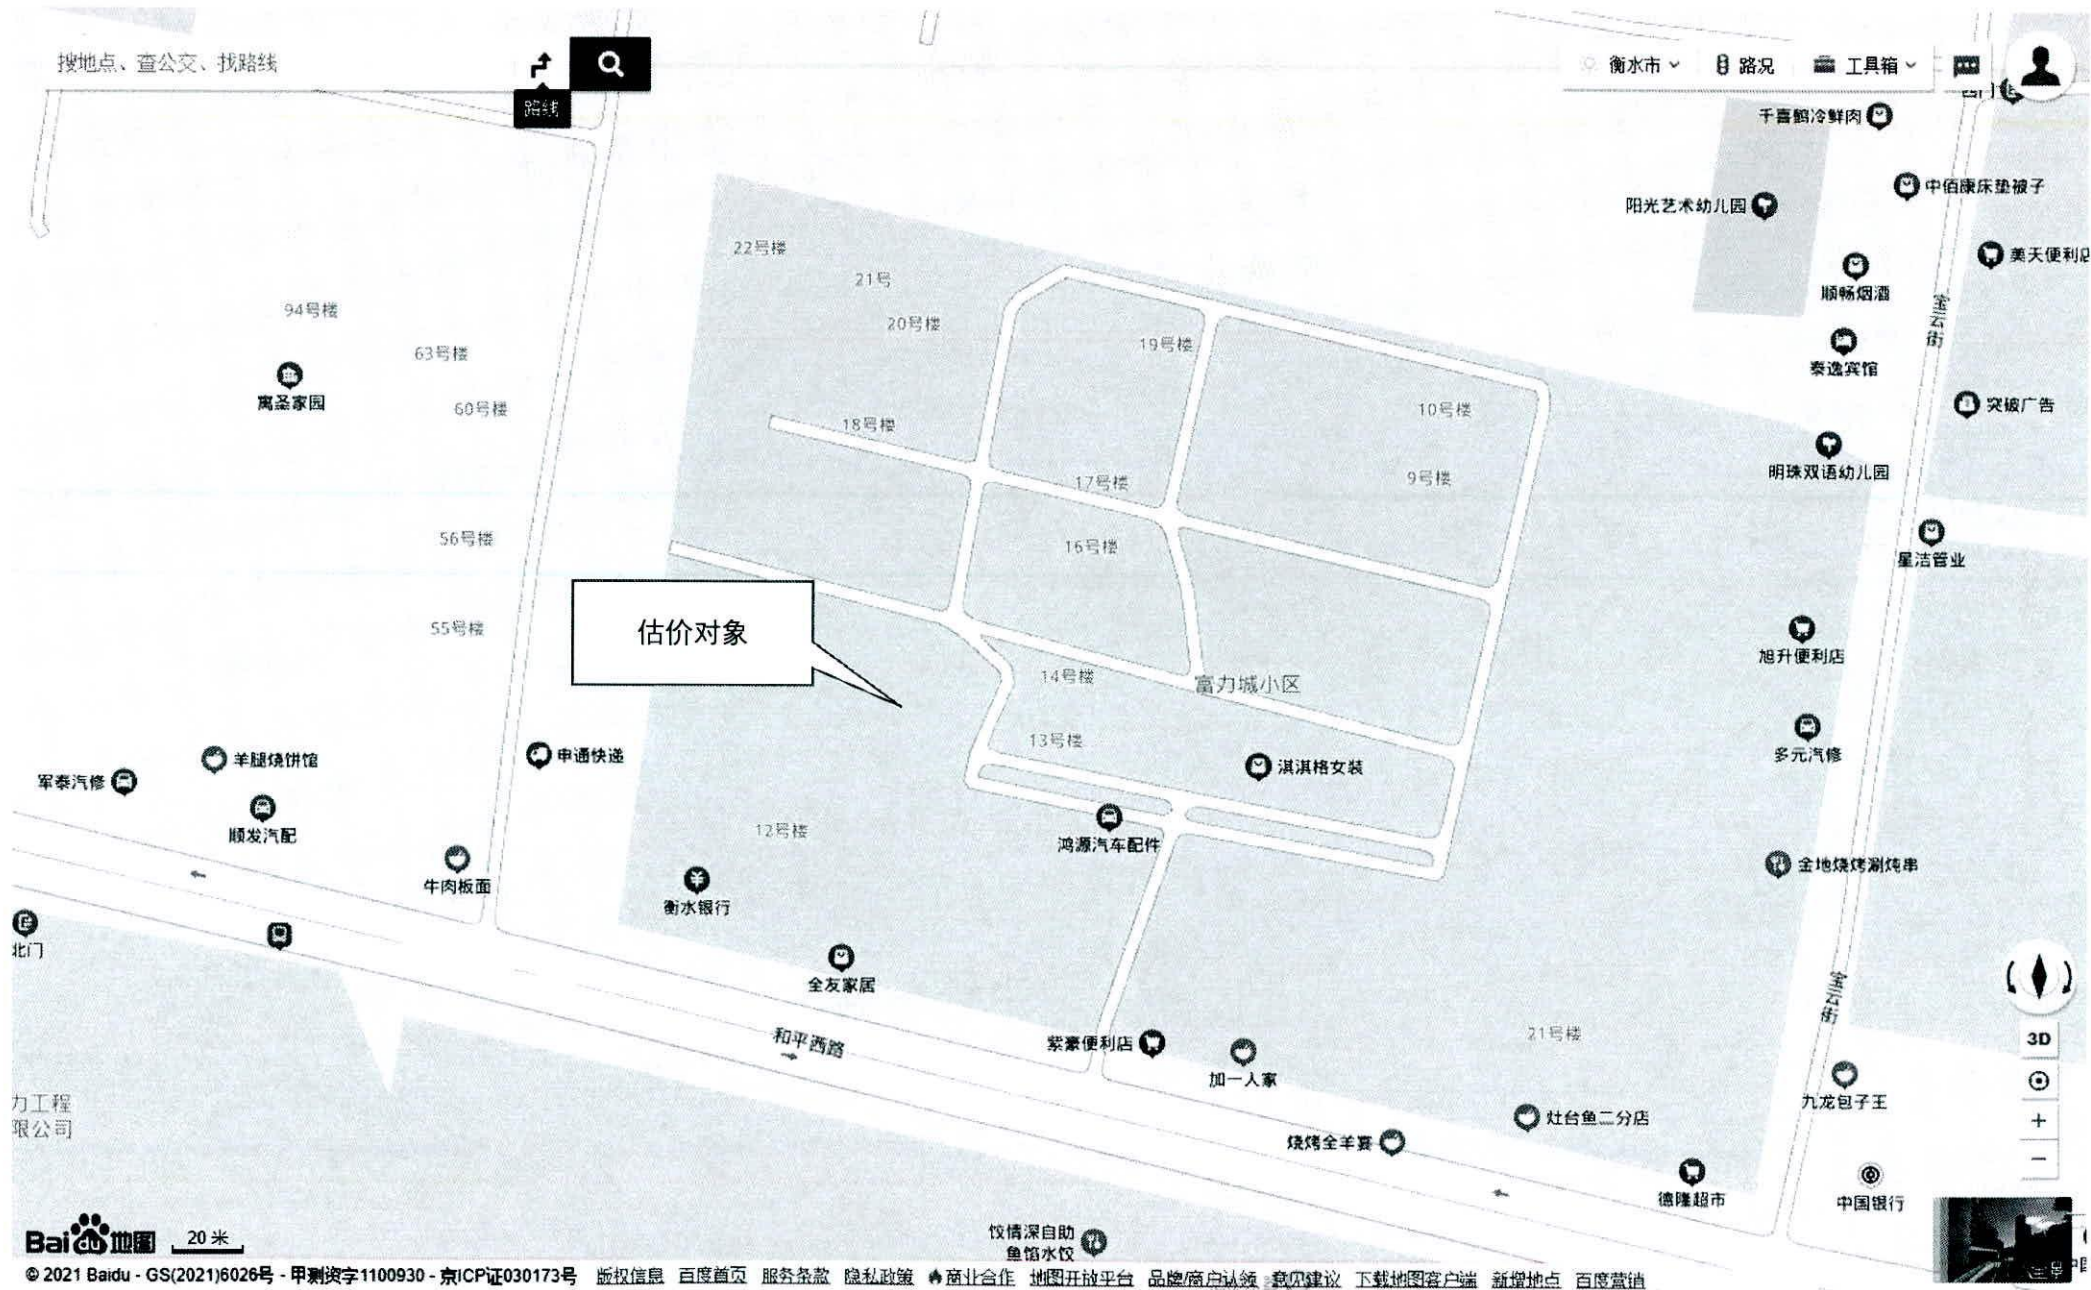 搜地点、查公交、找路线
路线
衡水市
路况
工具箱
千喜鹤冷鲜肉
中佰康床垫被子
阳光艺术幼儿园
美天便利店
顺畅烟酒
宝云街
泰逸宾馆
突破广告
明珠双语幼儿园
星洁管业
旭升便利店
多元汽修
金地烧烤涮炖串
宝云街
22号楼
21号
20号楼
19号楼
94号楼
63号楼
60号楼
18号楼
10号楼
9号楼
17号楼
16号楼
56号楼
55号楼
估价对象
14号楼
富力城小区
13号楼
淇淇格女装
申通快递
羊腿烧饼馆
军泰汽修
顺发汽配
12号楼
鸿源汽车配件
牛肉板面
衡水银行
北门
全友家居
和平西路
紫豪便利店
加一人家
21号楼
3D
九龙包子王
灶台鱼二分店
烧烤全羊宴
德隆超市
中国银行
力工程
限公司
饺情深自助
鱼馅水饺
Bai du 地图
20 米
© 2021 Baidu - GS(2021)6026号 - 甲测资字1100930 - 京ICP证030173号 版权信息 百度首页 服务条款 隐私政策 商业合作 地图开放平台 品牌/商户认领 意见建议 下载地图客户端 新增地点 百度营销